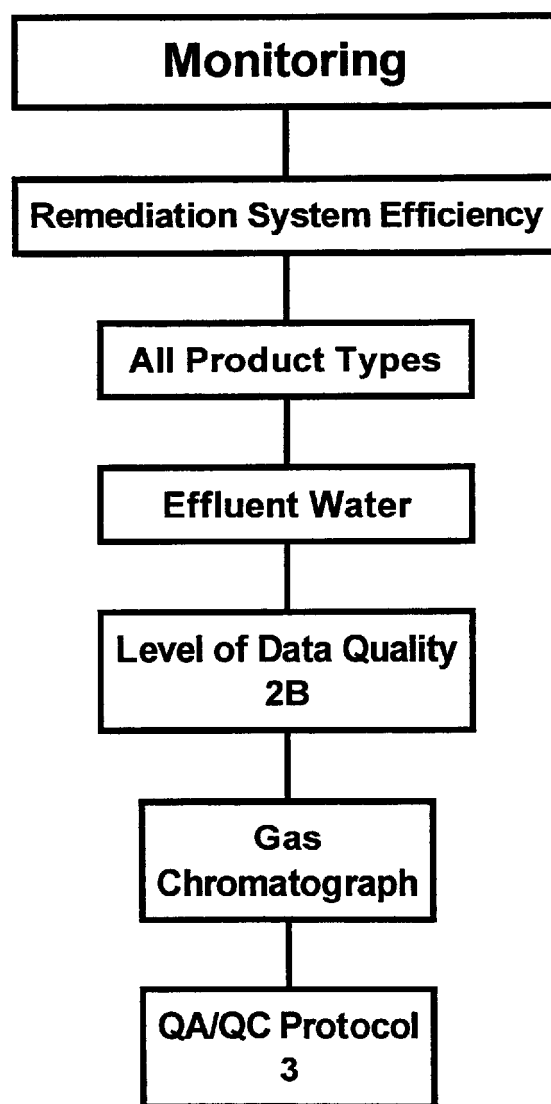 Monitoring
Remediation System Efficiency
All Product Types
Effluent Water
Level of Data Quality
2B
Gas
Chromatograph
QA/QC Protocol
3